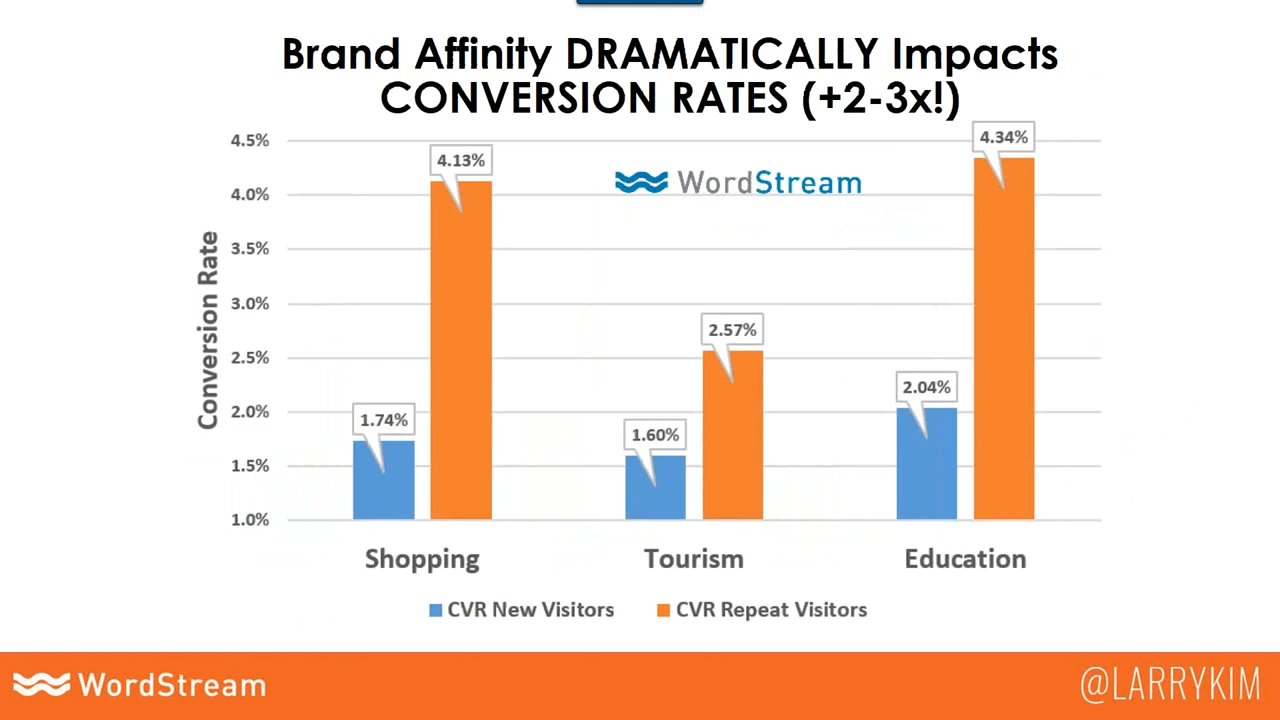 Brand Affinity DRAMATICALLY Impacts
CONVERSION RATES (+2-3x!)
4.5%
4.0%
3.5%
3.0%
2.5%
2.0%
1.5%
1.0%
Conversion Rate
WordStream
1.74%
4.13%
1.60%
2.57%
2.04%
4.34%
Shopping
Tourism
Education
CVR New Visitors
CVR Repeat Visitors
WordStream
@LARRYKIM